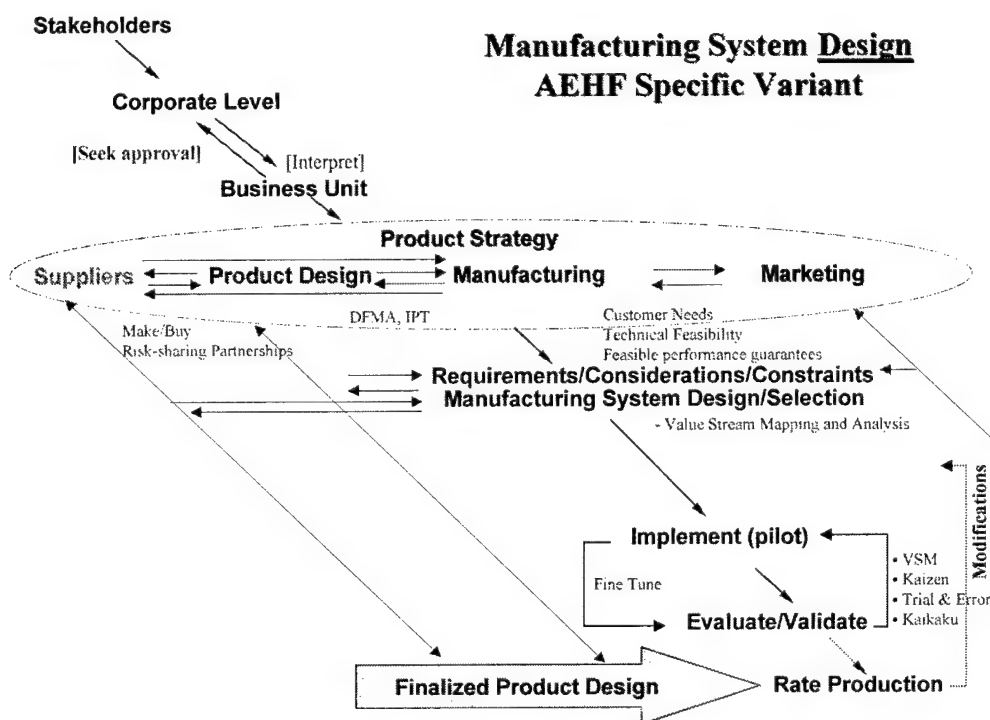 Stakeholders
Manufacturing System Design
AEHF Specific Variant
Corporate Level
[Seek approval]
[Interpret]
Business Unit
Product Strategy
Suppliers
Product Design
Manufacturing
Marketing
DFMA, IPT
Make/Buy
Risk-sharing Partnerships
Customer Needs
Technical Feasibility
Feasible performance guarantees
Requirements/Considerations/Constraints
Manufacturing System Design/Selection
- Value Stream Mapping and Analysis
Modifications
Implement (pilot)
Fine Tune
• VSM
• Kaizen
• Trial & Error
• Kaikaku
Evaluate/Validate
Finalized Product Design
Rate Production